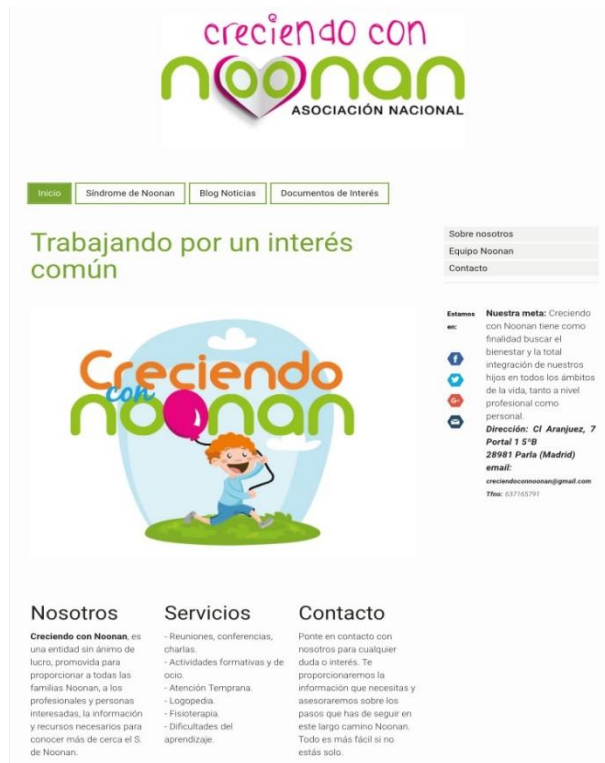 creciendo con
noonan
ASOCIACIÓN NACIONAL
Inicio
Síndrome de Noonan
Blog Noticias
Documentos de Interés
Trabajando por un interés
común
Creciendo
con
noonan
Sobre nosotros
Equipo Noonan
Contacto
Estamos
en:
Nuestra meta: Creciendo
con Noonan tiene como
finalidad buscar el
bienestar y la total
integración de nuestros
hijos en todos los ámbitos
de la vida, tanto a nivel
profesional como
personal.
Dirección: Cl Aranjuez, 7
Portal 1 5ºB
28981 Parla (Madrid)
email:
creciendoconnoonan@gmail.com
Tfno: 637165791
Nosotros
Creciendo con Noonan, es
una entidad sin ánimo de
lucro, promovida para
proporcionar a todas las
familias Noonan, a los
profesionales y personas
interesadas, la información
y recursos necesarios para
conocer más de cerca el S.
de Noonan.
Servicios
- Reuniones, conferencias,
charlas.
- Actividades formativas y de
ocio.
- Atención Temprana.
- Logopedia.
- Fisioterapia.
- Dificultades del
aprendizaje.
Contacto
Ponte en contacto con
nosotros para cualquier
duda o interés. Te
proporcionaremos la
información que necesitas y
asesoraremos sobre los
pasos que has de seguir en
este largo camino Noonan.
Todo es más fácil si no
estás solo.